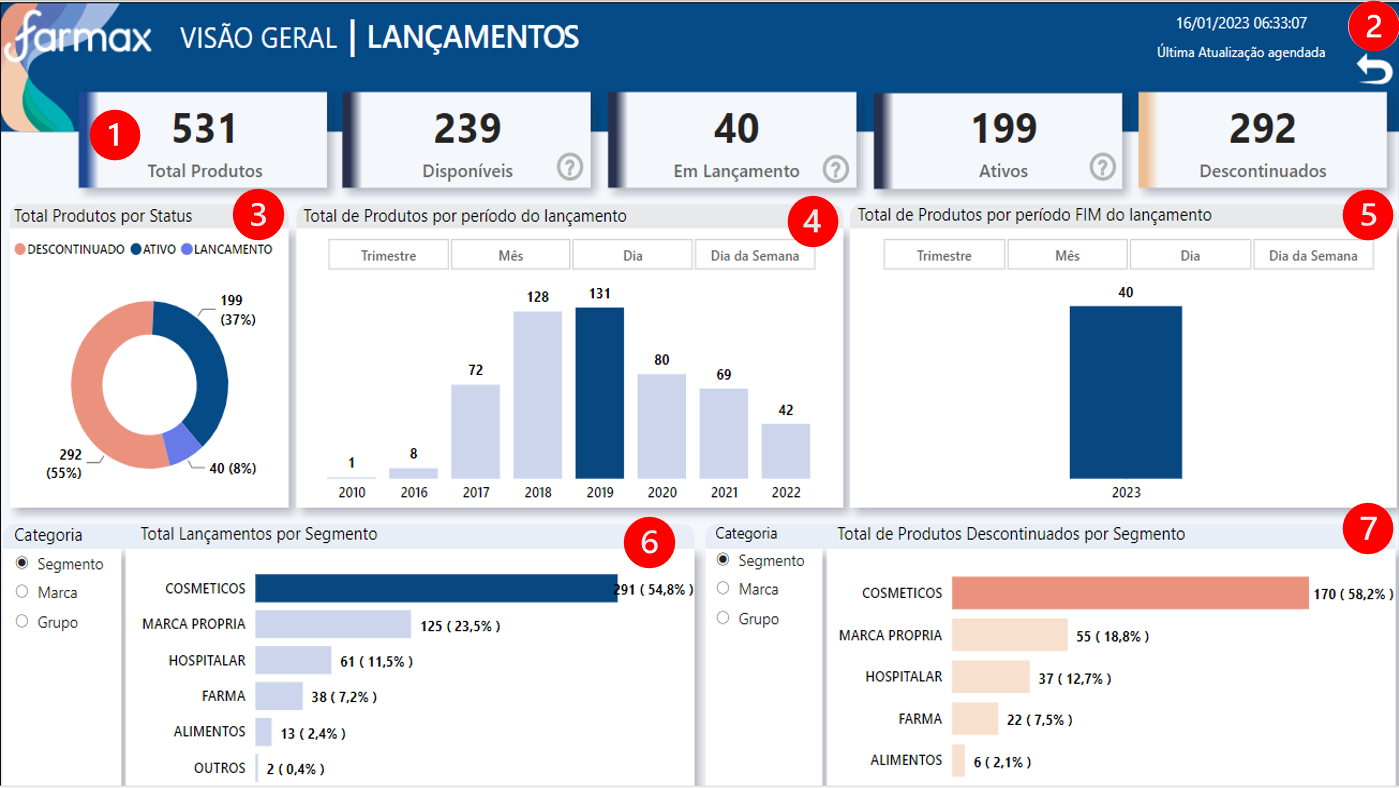 farmax
VISÃO GERAL | LANÇAMENTOS
16/01/2023 06:33:07
Última Atualização agendada
2
1
531
Total Produtos
239
Disponíveis
?
40
Em Lançamento
?
199
Ativos
?
292
Descontinuados
Total Produtos por Status
3
DESCONTINUADO ATIVO LANCAMENTO
199
(37%)
292
(55%)
40 (8%)
Total de Produtos por período do lançamento
4
Trimestre Mês Dia Dia da Semana
1
8
72
128
131
80
69
42
2010 2016 2017 2018 2019 2020 2021 2022
Total de Produtos por período FIM do lançamento
5
Trimestre Mês Dia Dia da Semana
40
2023
Categoria
Segmento
Marca
Grupo
Total Lançamentos por Segmento
6
COSMETICOS 291 ( 54,8% )
MARCA PROPRIA 125 ( 23,5% )
HOSPITALAR 61 ( 11,5% )
FARMA 38 ( 7,2% )
ALIMENTOS 13 ( 2,4% )
OUTROS 2 ( 0,4% )
Categoria
Segmento
Marca
Grupo
Total de Produtos Descontinuados por Segmento
7
COSMETICOS 170 ( 58,2% )
MARCA PROPRIA 55 ( 18,8% )
HOSPITALAR 37 ( 12,7% )
FARMA 22 ( 7,5% )
ALIMENTOS 6 ( 2,1% )